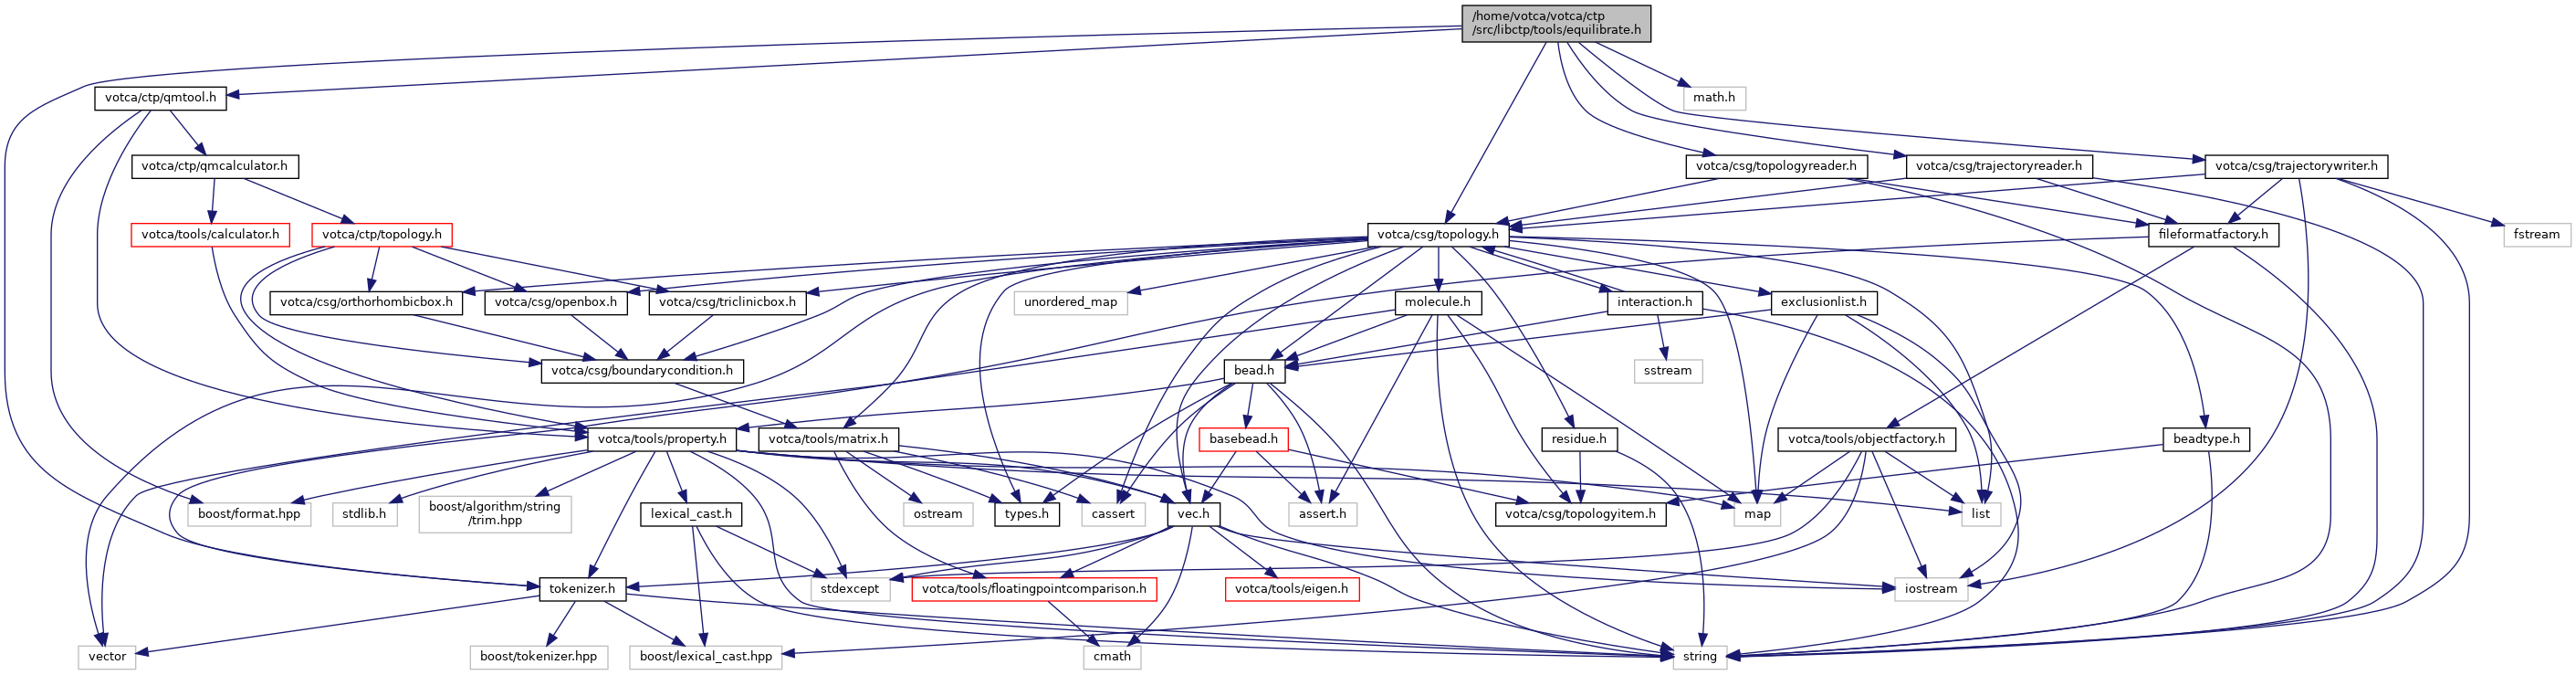 /home/votca/votca/ctp
/src/libctp/tools/equilibrate.h
votca/ctp/qmtool.h
math.h
votca/ctp/qmcalculator.h
votca/csg/topologyreader.h
votca/csg/trajectoryreader.h
votca/csg/trajectorywriter.h
votca/tools/calculator.h
votca/ctp/topology.h
votca/csg/topology.h
fileformatfactory.h
fstream
votca/csg/orthorhombicbox.h
votca/csg/openbox.h
votca/csg/triclinicbox.h
unordered_map
molecule.h
interaction.h
exclusionlist.h
votca/csg/boundarycondition.h
bead.h
sstream
votca/tools/property.h
votca/tools/matrix.h
basebead.h
residue.h
votca/tools/objectfactory.h
beadtype.h
boost/format.hpp
stdlib.h
boost/algorithm/string
/trim.hpp
lexical_cast.h
ostream
types.h
cassert
vec.h
assert.h
votca/csg/topologyitem.h
map
list
tokenizer.h
stdexcept
votca/tools/floatingpointcomparison.h
votca/tools/eigen.h
iostream
vector
boost/tokenizer.hpp
boost/lexical_cast.hpp
cmath
string